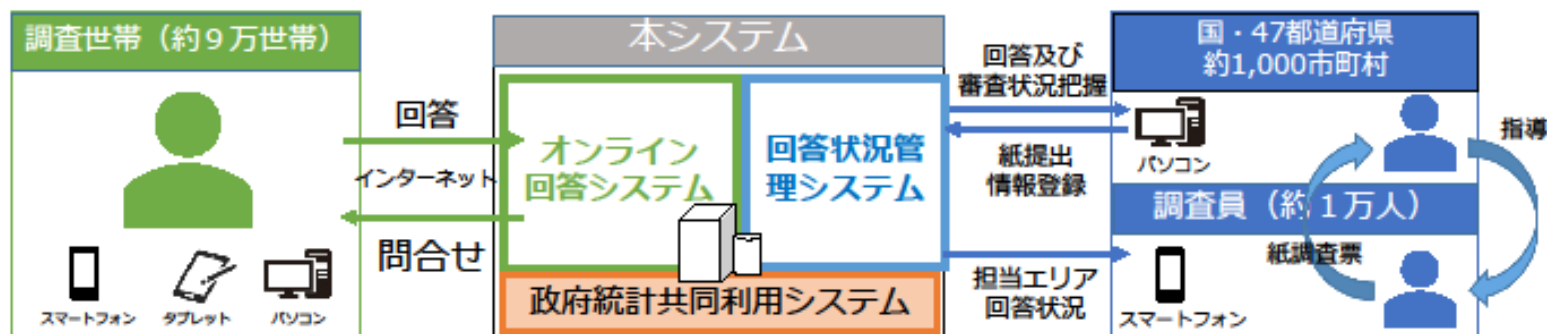 調査世帯（約９万世帯）
スマートフォン
タブレット
パソコン
回答
インターネット
問合せ
本システム
オンライン
回答システム
回答状況管
理システム
政府統計共同利用システム
回答及び
審査状況把握
紙提出
情報登録
担当エリア
回答状況
国・47都道府県
約1,000市町村
パソコン
指導
調査員（約１万人）
紙調査票
スマートフォン